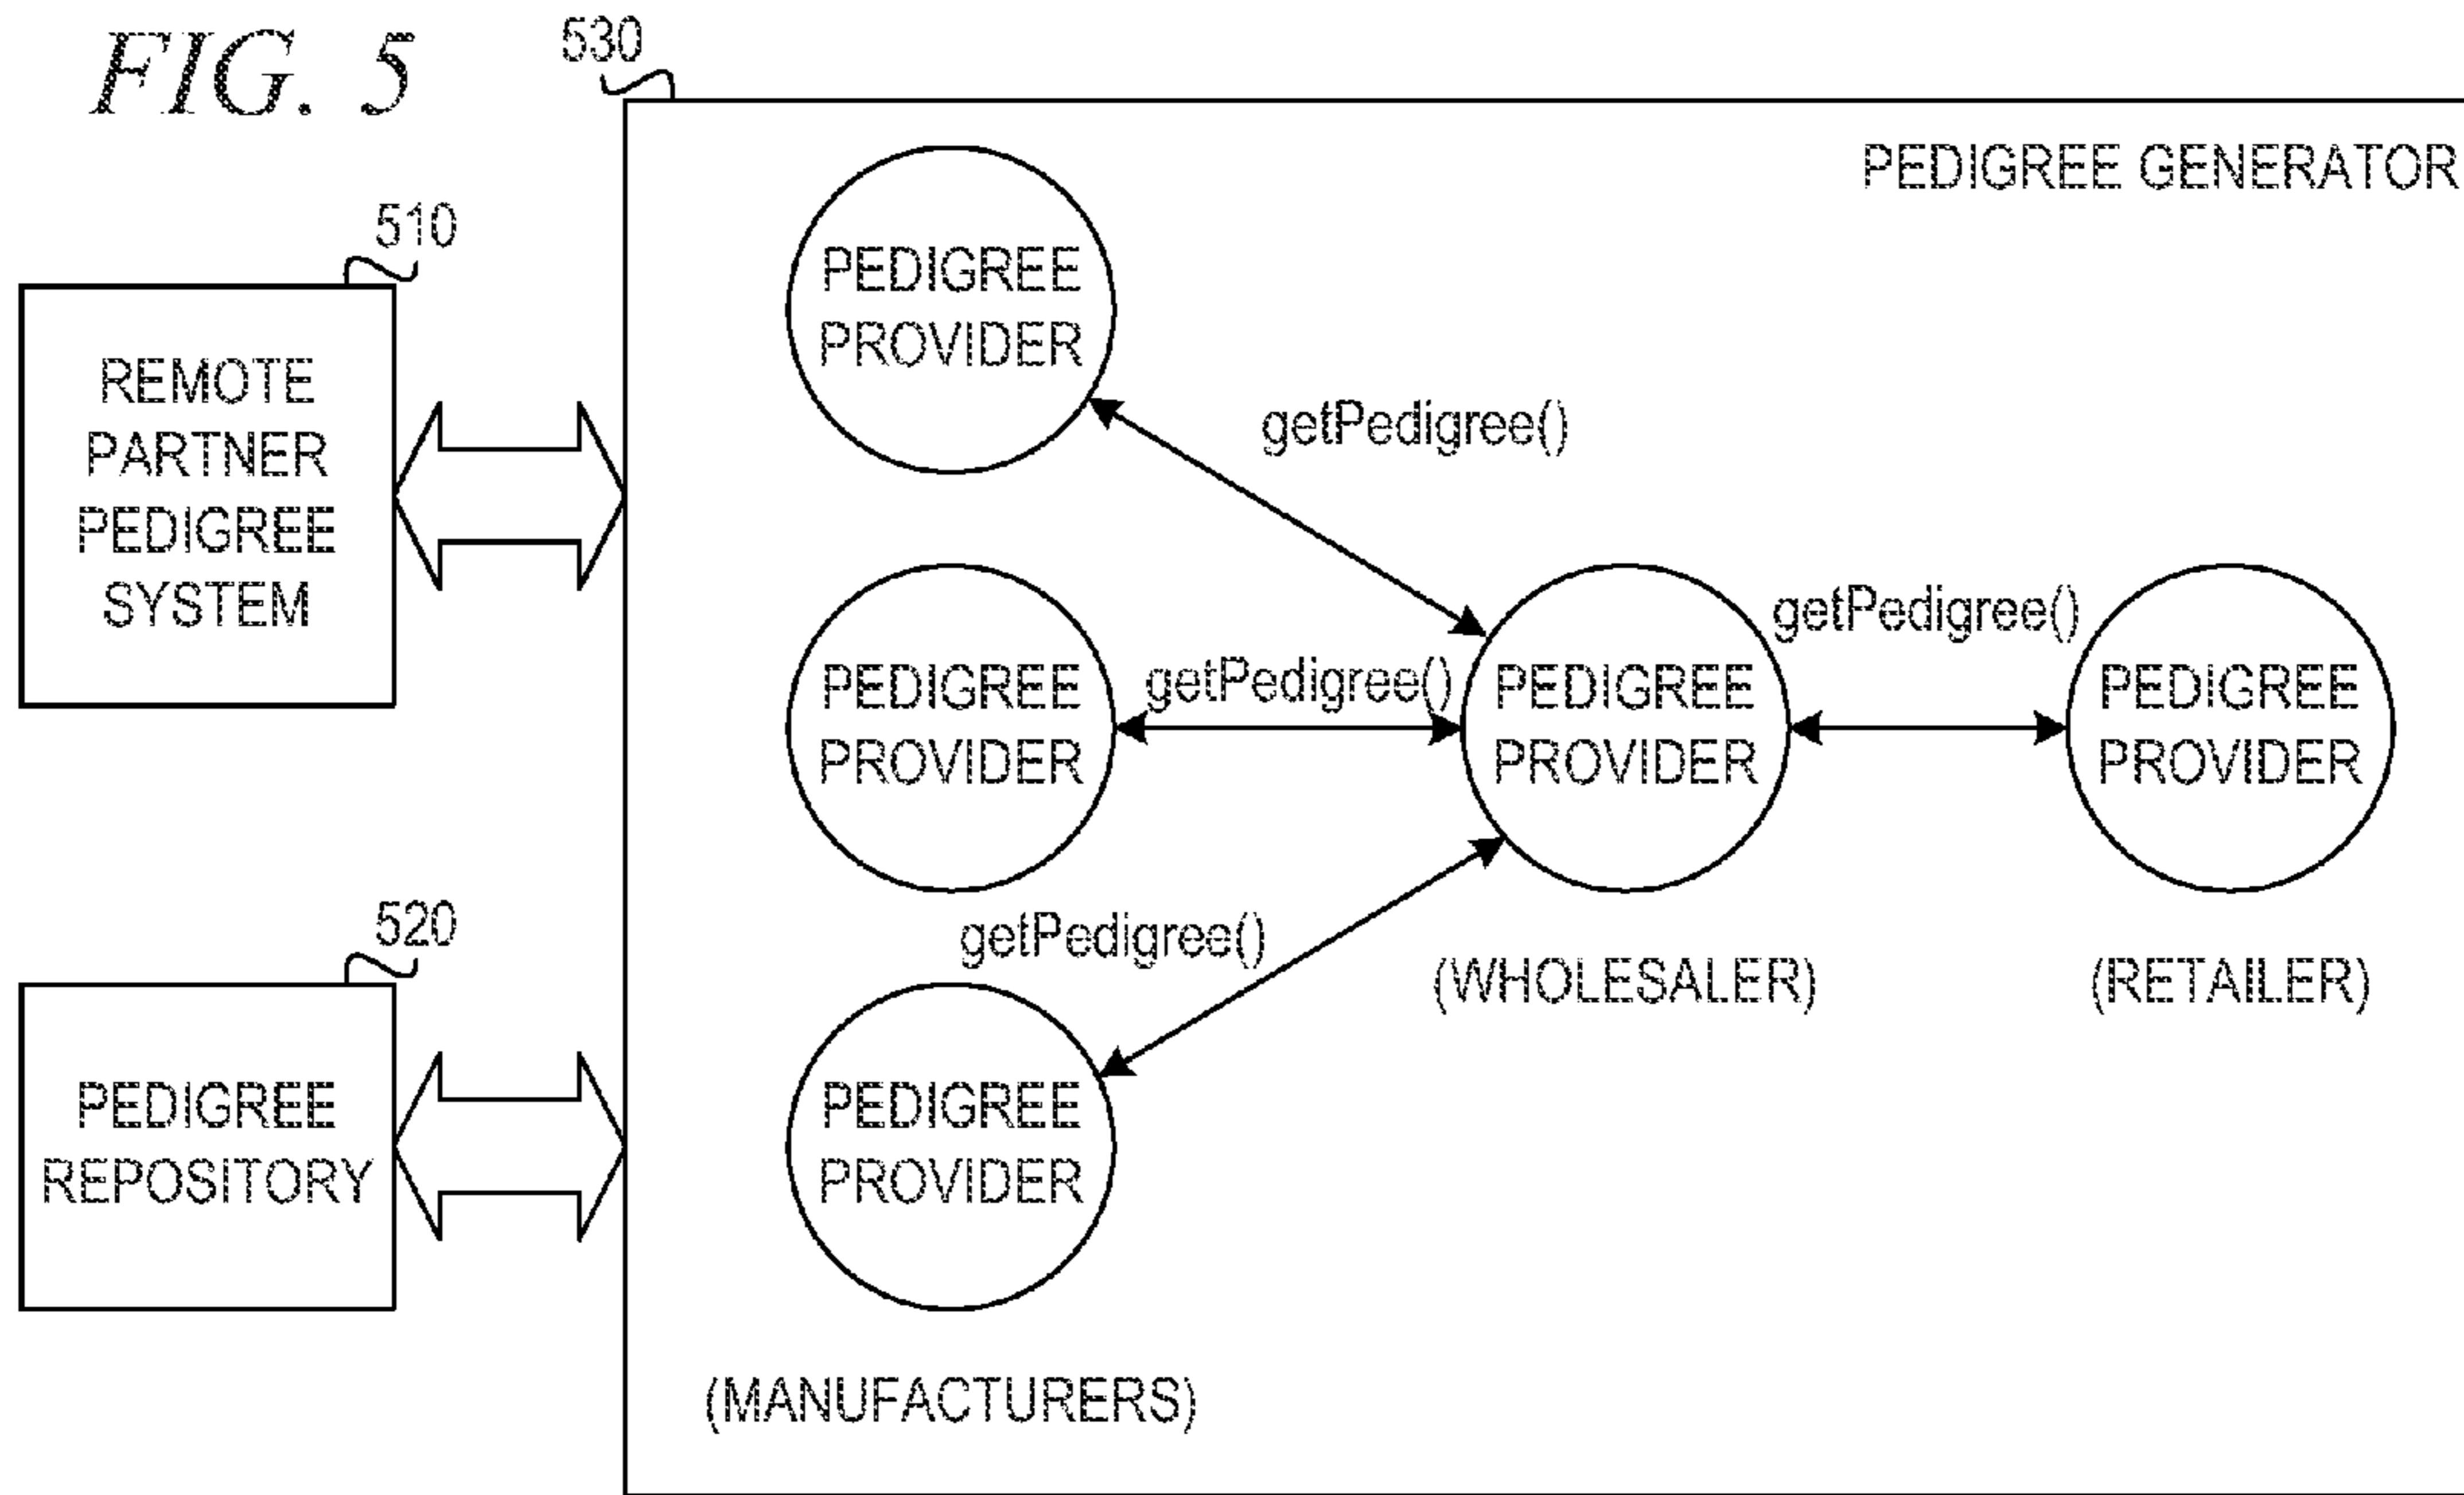 FIG. 5
530
PEDIGREE GENERATOR
510
REMOTE
PARTNER
PEDIGREE
SYSTEM
PEDIGREE
PROVIDER
getPedigree()
PEDIGREE
PROVIDER
getPedigree()
PEDIGREE
PROVIDER
getPedigree()
PEDIGREE
PROVIDER
520
PEDIGREE
REPOSITORY
getPedigree()
(WHOLESALER)
(RETAILER)
PEDIGREE
PROVIDER
(MANUFACTURERS)